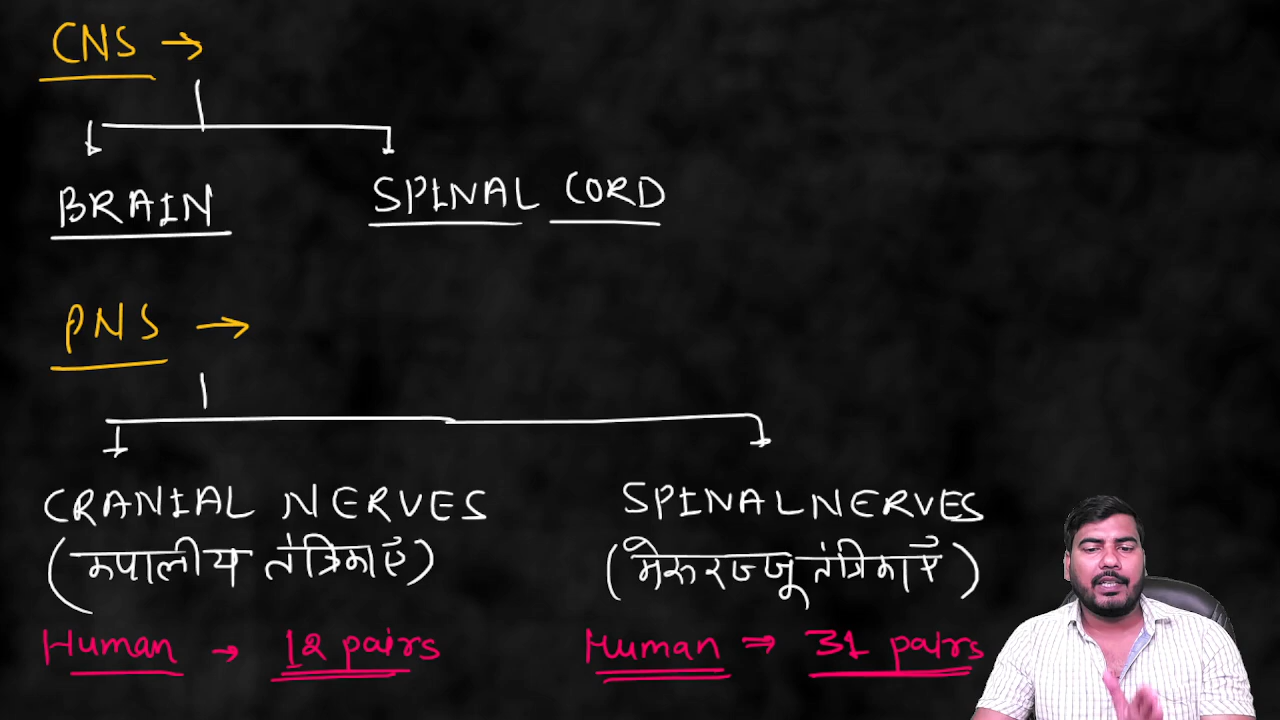 CNS →
BRAIN SPINAL CORD
PNS →
CRANIAL NERVES SPINAL NERVES
(कपालीय तंत्रिकाएँ) (मेरुरज्जू तंत्रिकाएँ)
Human → 12 pairs Human ⇒ 31 pairs